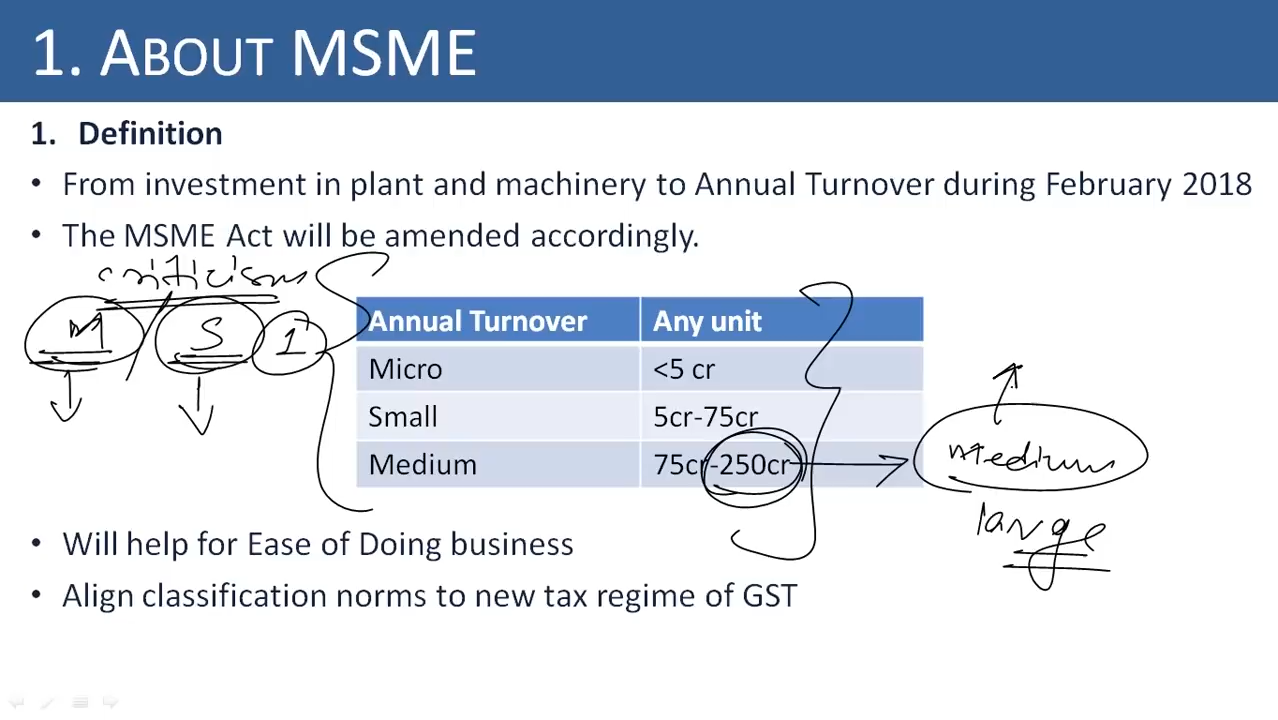 1. About MSME
1. Definition
• From investment in plant and machinery to Annual Turnover during February 2018
• The MSME Act will be amended accordingly.
criticism
M / S 1
Annual Turnover Any unit
Micro <5 cr
Small 5cr-75cr
Medium 75cr-250cr
medium
large
• Will help for Ease of Doing business
• Align classification norms to new tax regime of GST